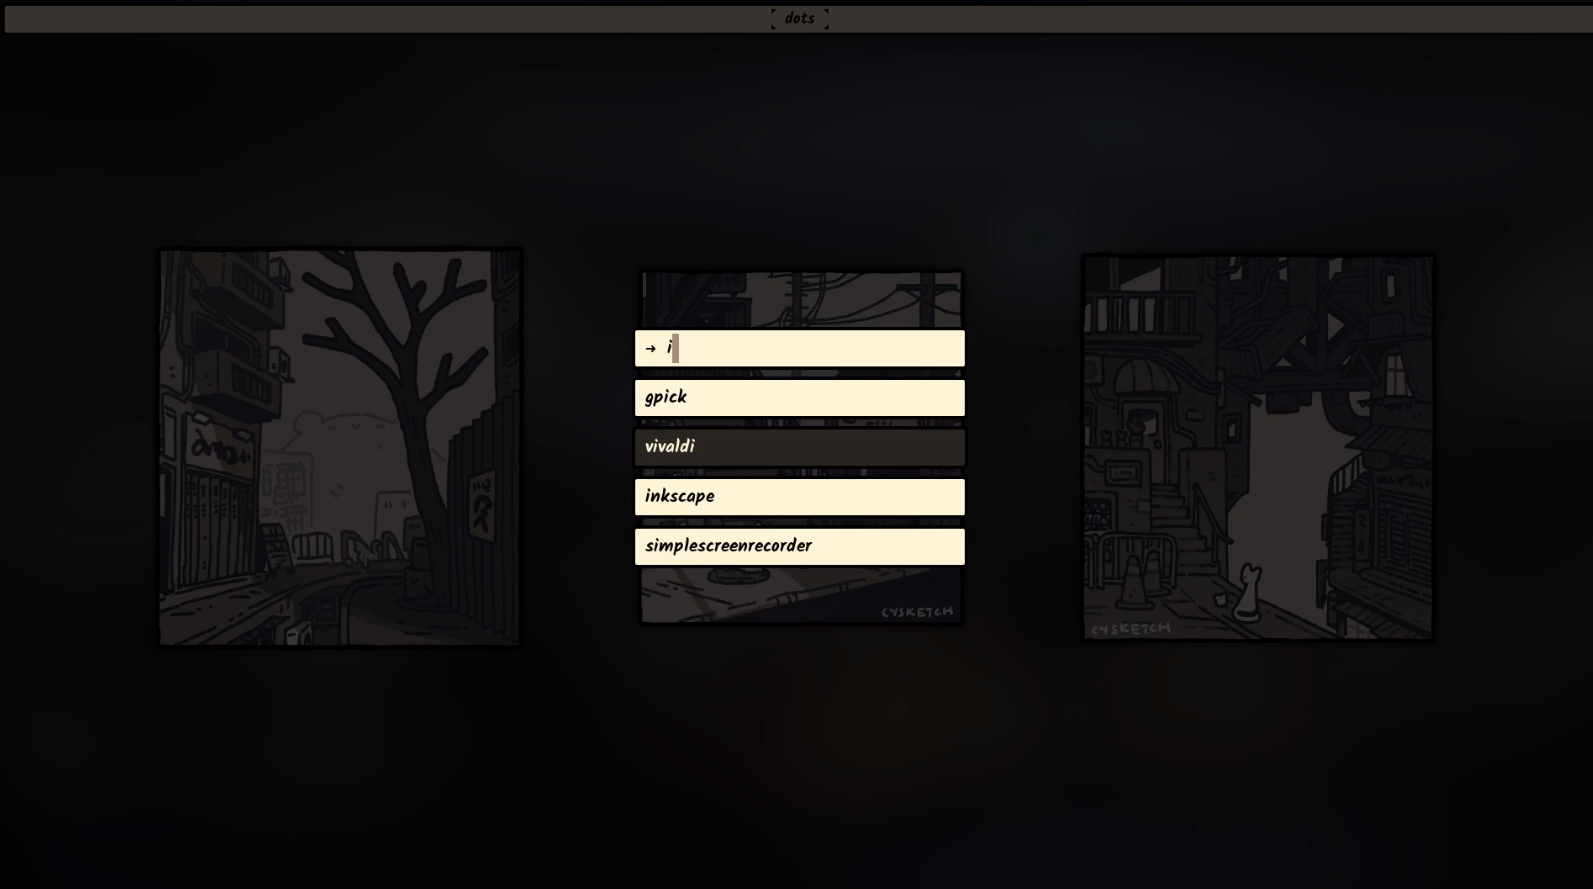 [ dots ]
→ i
gpick
vivaldi
inkscape
simplescreenrecorder
CYSKETCH
CYSKETCH